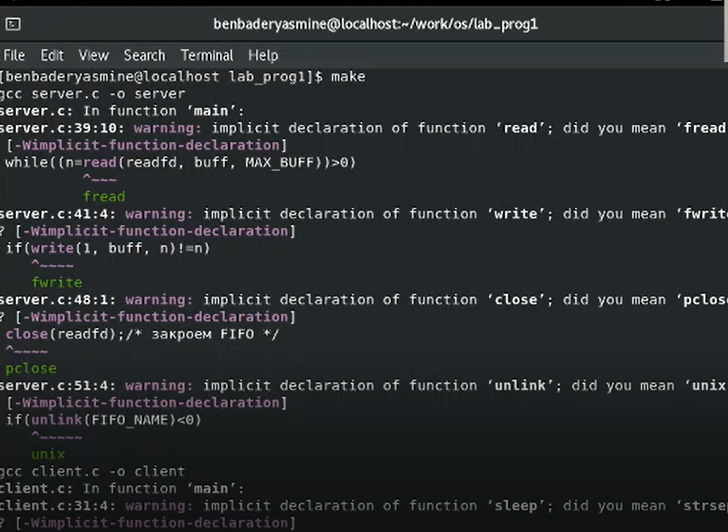 benbaderyasmine@localhost:~/work/os/lab_prog1
File Edit View Search Terminal Help
[benbaderyasmine@localhost lab_prog1]$ make
gcc server.c -o server
server.c: In function ‘main’:
server.c:39:10: warning: implicit declaration of function ‘read’; did you mean ‘fread
[-Wimplicit-function-declaration]
while((n=read(readfd, buff, MAX_BUFF))>0)
^~~~
fread
server.c:41:4: warning: implicit declaration of function ‘write’; did you mean ‘fwrit
? [-Wimplicit-function-declaration]
if(write(1, buff, n)!=n)
^~~~~
fwrite
server.c:48:1: warning: implicit declaration of function ‘close’; did you mean ‘pclos
? [-Wimplicit-function-declaration]
close(readfd);/* закроем FIFO */
^~~~~
pclose
server.c:51:4: warning: implicit declaration of function ‘unlink’; did you mean ‘unix
[-Wimplicit-function-declaration]
if(unlink(FIFO_NAME)<0)
^~~~~~
unix
gcc client.c -o client
client.c: In function ‘main’:
client.c:31:4: warning: implicit declaration of function ‘sleep’; did you mean ‘strs
? [-Wimplicit-function-declaration]